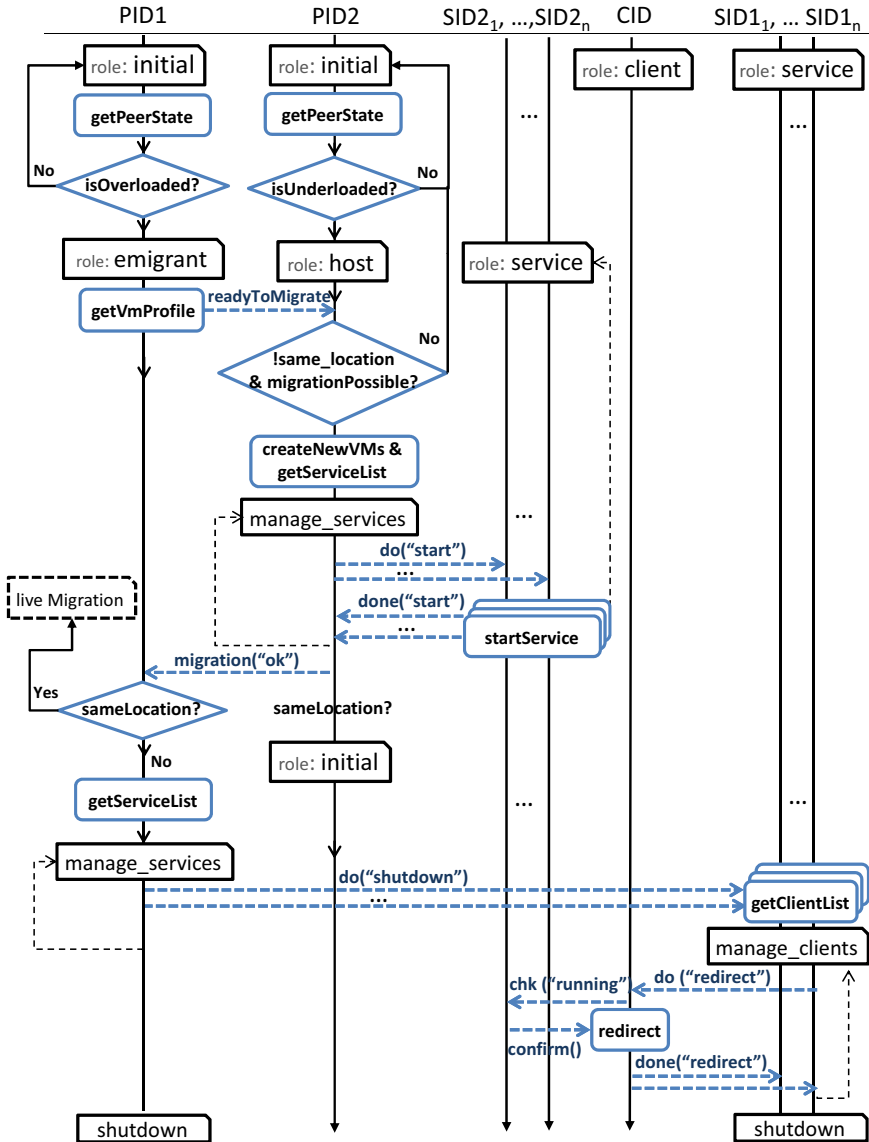 PID1 PID2 SID2₁, ...,SID2ₙ CID SID1₁, ... SID1ₙ
role: initial role: initial role: client role: service
getPeerState getPeerState ... ...
No No
isOverloaded? isUnderloaded?
role: emigrant role: host role: service
getVmProfile readyToMigrate
No
!same_location
& migrationPossible?
createNewVMs &
getServiceList
manage_services ...
do(“start”)
...
live Migration done(“start”)
... startService
migration(“ok”)
Yes
sameLocation? sameLocation?
No role: initial
getServiceList ... ...
manage_services
do(“shutdown”)
... getClientList
manage_clients
chk (“running”) do (“redirect”)
redirect
confirm()
done(“redirect”)
shutdown shutdown